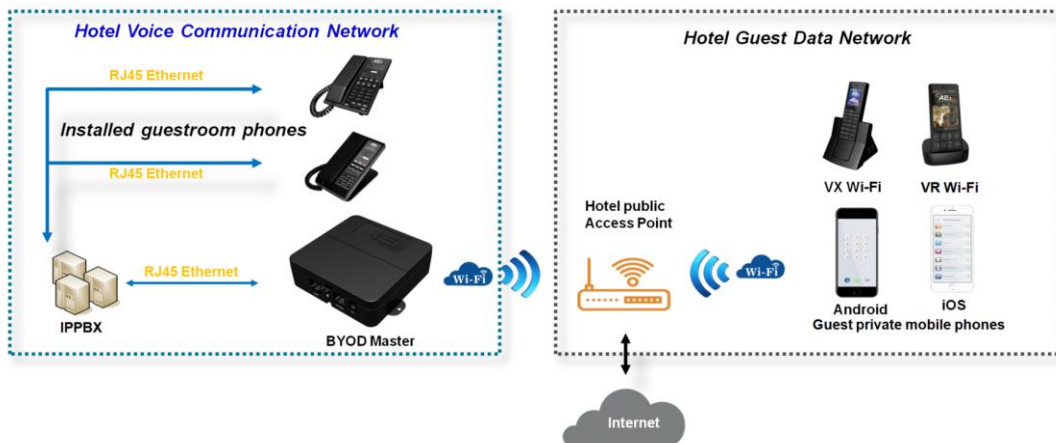 Hotel Voice Communication Network
RJ45 Ethernet
Installed guestroom phones
RJ45 Ethernet
RJ45 Ethernet
IPPBX
BYOD Master
Wi-Fi
Hotel Guest Data Network
VX Wi-Fi
VR Wi-Fi
Hotel public
Access Point
Wi-Fi
Android
iOS
Guest private mobile phones
Internet